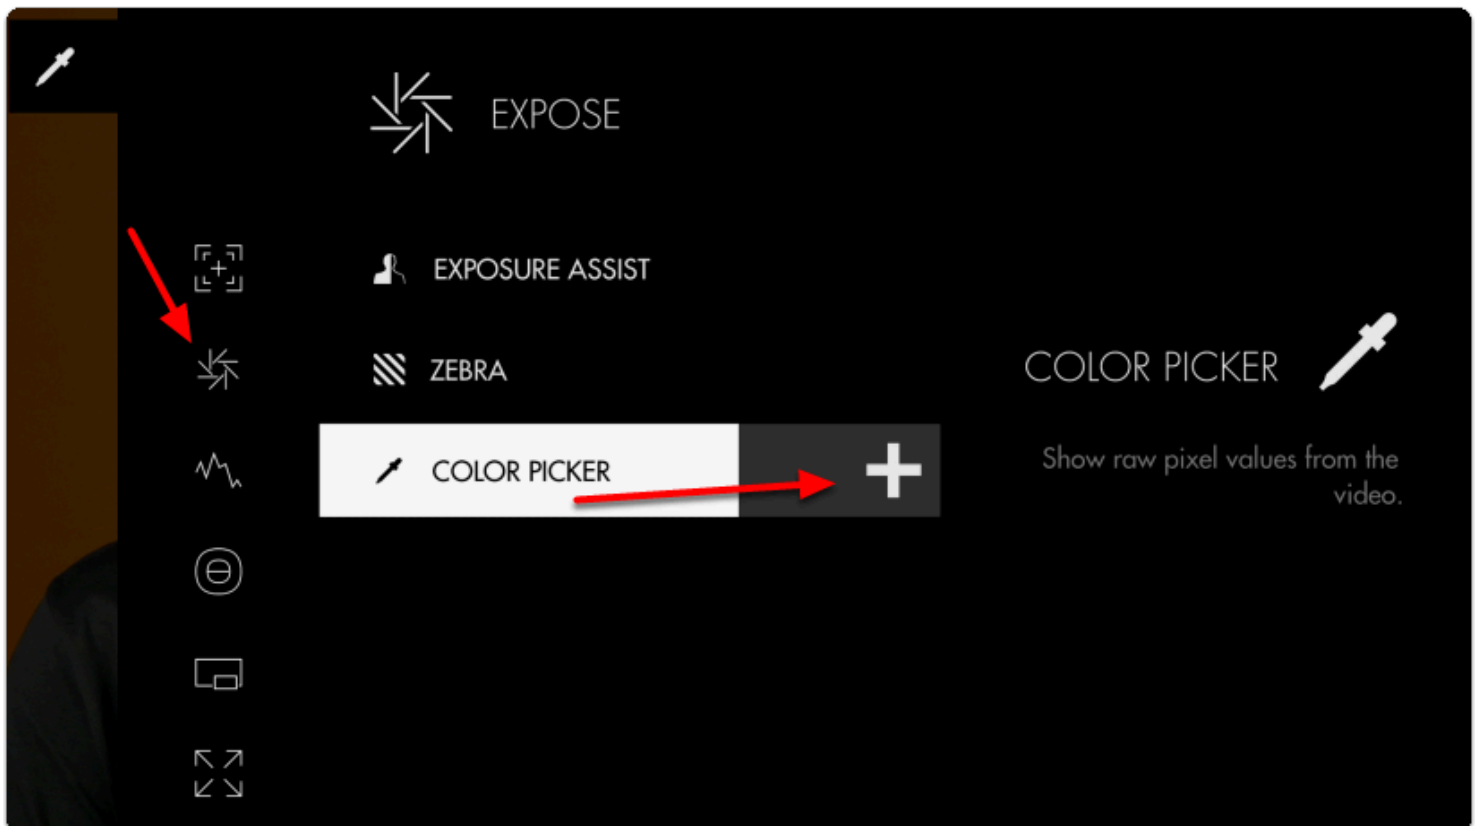 EXPOSE
EXPOSURE ASSIST
ZEBRA
COLOR PICKER
COLOR PICKER
Show raw pixel values from the
video.